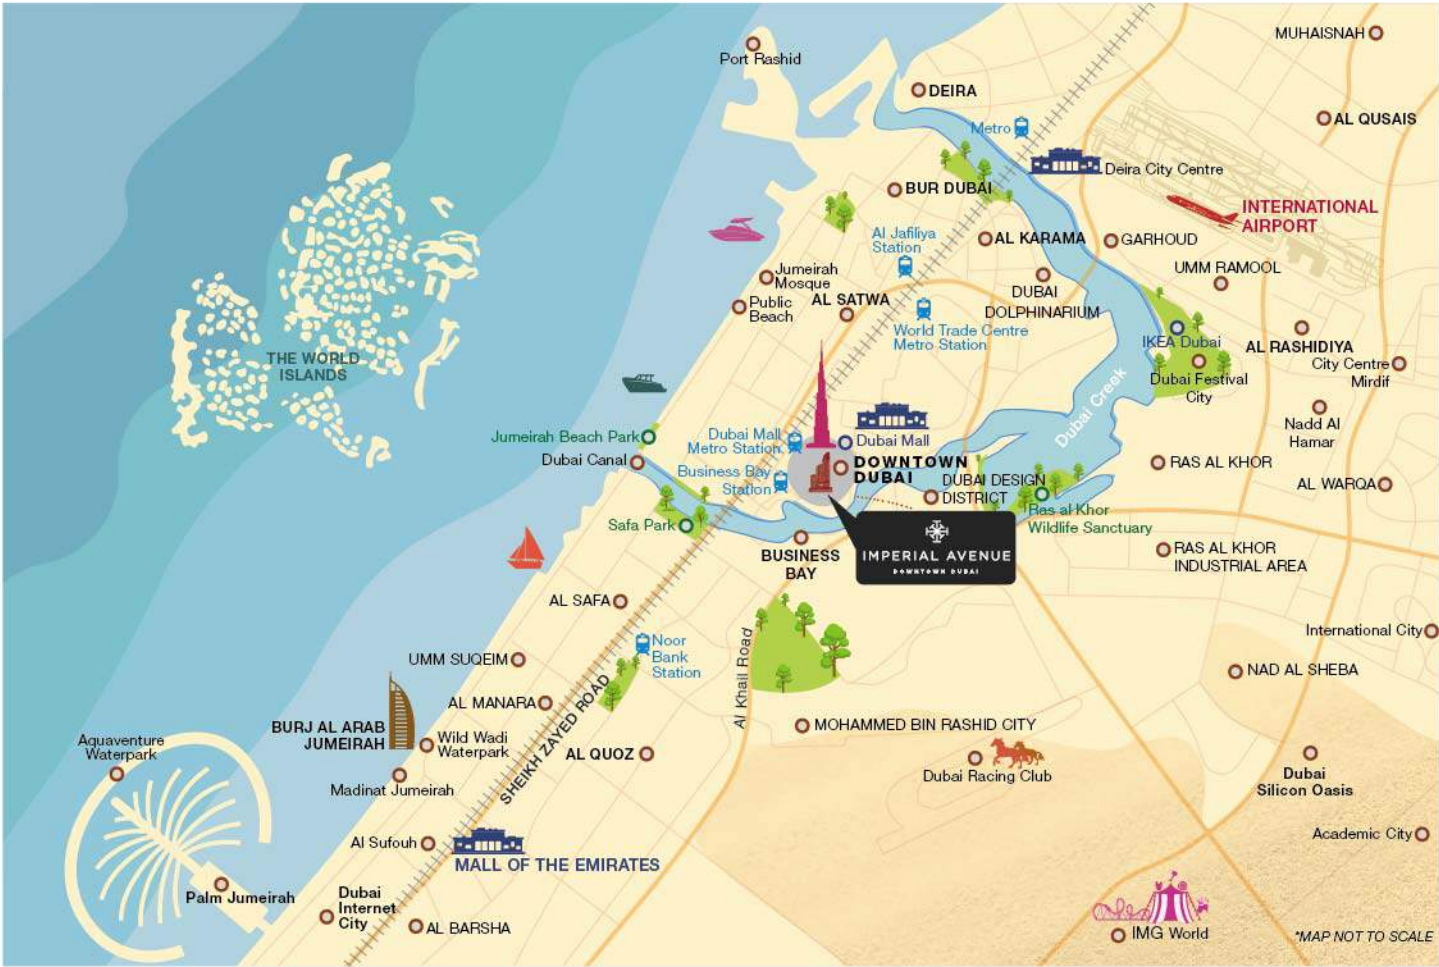 MUHAISNAH
Port Rashid
DEIRA
AL QUSAIS
Metro
Deira City Centre
BUR DUBAI
INTERNATIONAL
AIRPORT
Al Jafiliya
Station
AL KARAMA
GARHOUD
UMM RAMOOL
Jumeirah
Mosque
Public
Beach
AL SATWA
DUBAI
DOLPHINARIUM
World Trade Centre
Metro Station
IKEA Dubai
AL RASHIDIYA
City Centre
Mirdif
THE WORLD
ISLANDS
Dubai Festival
City
Dubai Creek
Nadd Al
Hamar
Jumeirah Beach Park
Dubai Mall
Metro Station
Dubai Mall
Dubai Canal
Business Bay
Station
DOWNTOWN
DUBAI
DUBAI DESIGN
DISTRICT
RAS AL KHOR
AL WARQA
Safa Park
Ras al Khor
Wildlife Sanctuary
BUSINESS
BAY
IMPERIAL AVENUE
DOWNTOWN DUBAI
RAS AL KHOR
INDUSTRIAL AREA
AL SAFA
International City
Noor
Bank
Station
UMM SUQEIM
NAD AL SHEBA
AL MANARA
SHEIKH ZAYED ROAD
Al Khail Road
MOHAMMED BIN RASHID CITY
BURJ AL ARAB
JUMEIRAH
Wild Wadi
Waterpark
AL QUOZ
Aquaventure
Waterpark
Dubai Racing Club
Dubai
Silicon Oasis
Madinat Jumeirah
Al Sufouh
Academic City
MALL OF THE EMIRATES
Palm Jumeirah
Dubai
Internet
City
AL BARSHA
IMG World
*MAP NOT TO SCALE